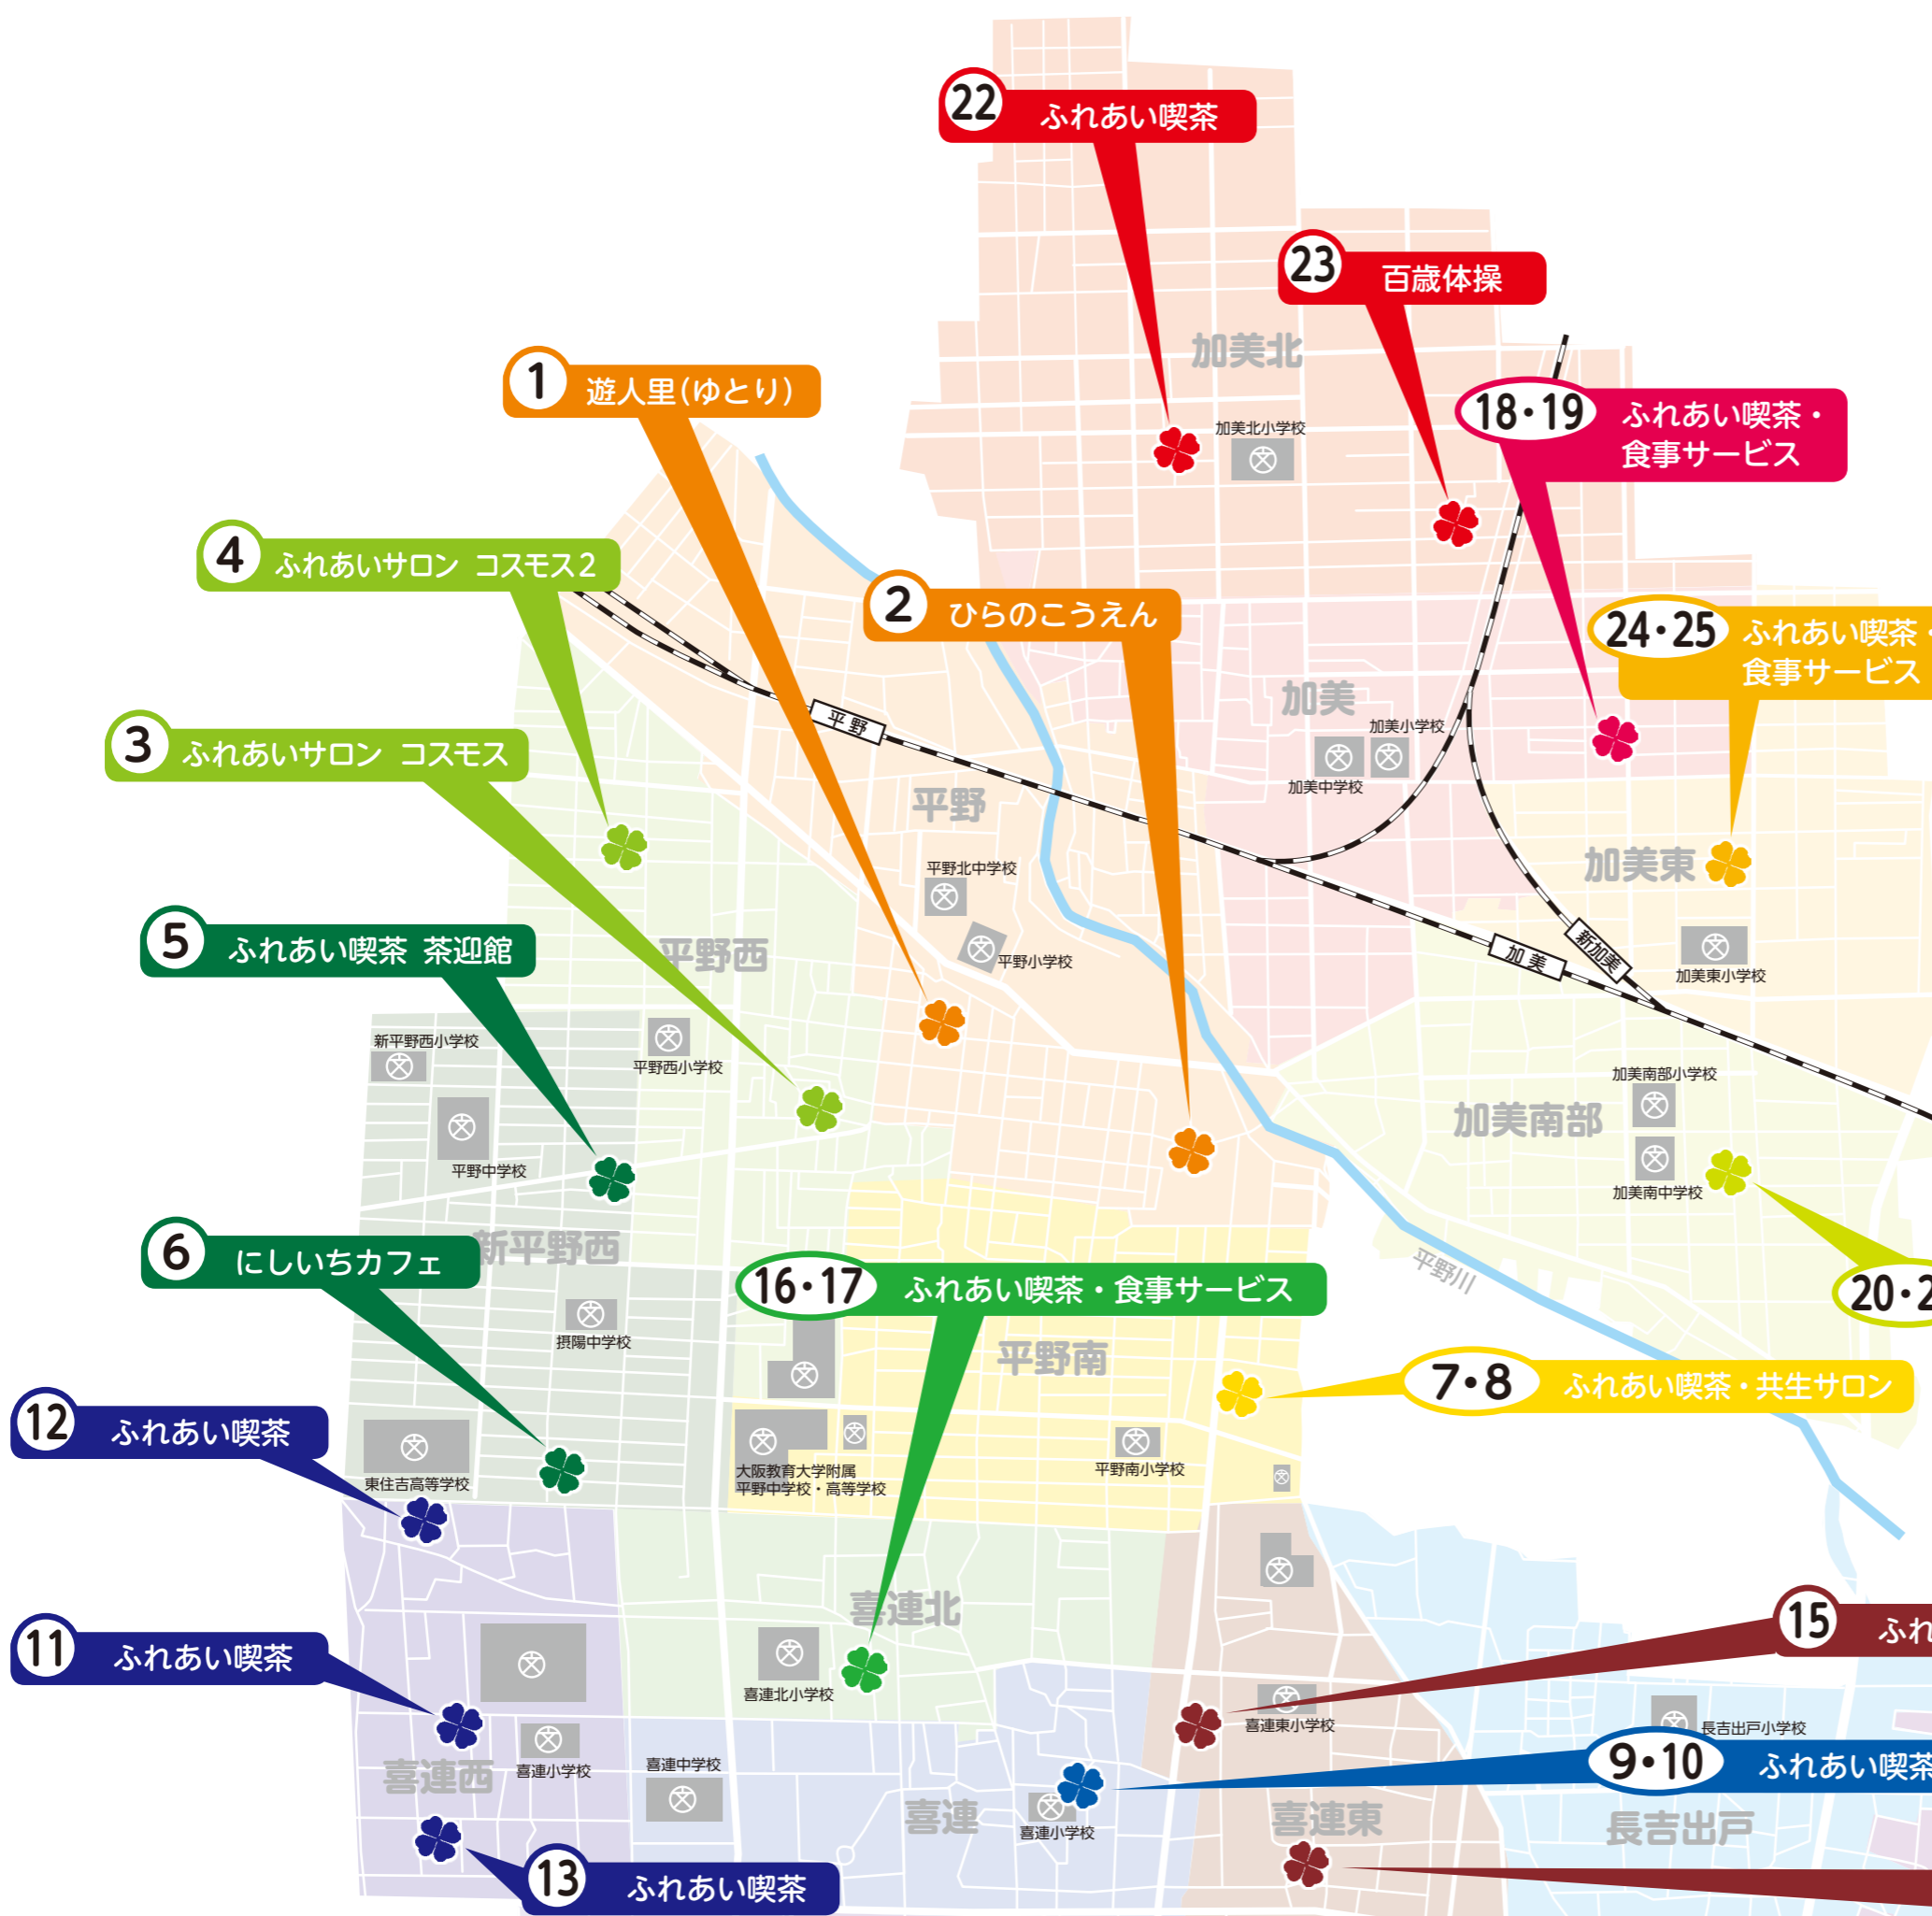 22 ふれあい喫茶
23 百歳体操
加美北
1 遊人里(ゆとり)
18・19 ふれあい喫茶・
食事サービス
加美北小学校
4 ふれあいサロン コスモス2
2 ひらのこうえん
24・25 ふれあい喫茶・
食事サービス
加美
平野
加美小学校
加美中学校
3 ふれあいサロン コスモス
平野
加美東
平野北中学校
5 ふれあい喫茶 茶迎館
平野西
平野小学校
加美
新加美
加美東小学校
新平野西小学校
平野西小学校
加美南部小学校
加美南部
平野中学校
加美南中学校
6 にしいちカフェ
新平野西
16・17 ふれあい喫茶・食事サービス
平野川
20・2
摂陽中学校
平野南
7・8 ふれあい喫茶・共生サロン
12 ふれあい喫茶
東住吉高等学校
大阪教育大学附属
平野中学校・高等学校
平野南小学校
喜連北
15 ふれ
11 ふれあい喫茶
喜連北小学校
喜連東小学校
長吉出戸小学校
喜連西
喜連小学校
喜連中学校
9・10 ふれあい喫茶
喜連
喜連小学校
喜連東
長吉出戸
13 ふれあい喫茶